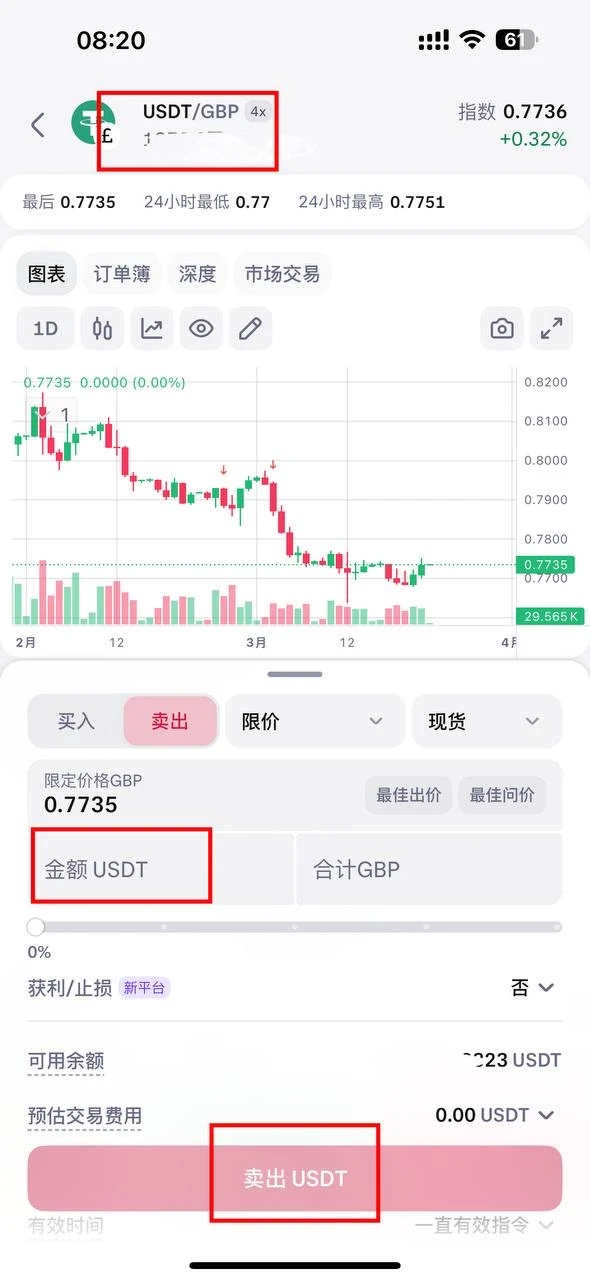 08:20
61
USDT/GBP 4x
指数 0.7736
+0.32%
最后 0.7735 24小时最低 0.77 24小时最高 0.7751
图表 订单簿 深度 市场交易
1D
0.7735 0.0000 (0.00%)
1
0.8200
0.8100
0.8000
0.7900
0.7800
0.7735
0.7700
29.565K
2月 12 3月 12 4月
买入 卖出 限价 现货
限定价格GBP
0.7735
最佳出价 最佳问价
金额 USDT 合计GBP
0%
获利/止损 新平台 否
可用余额 023 USDT
预估交易费用 0.00 USDT
卖出 USDT
有效时间 一直有效指令